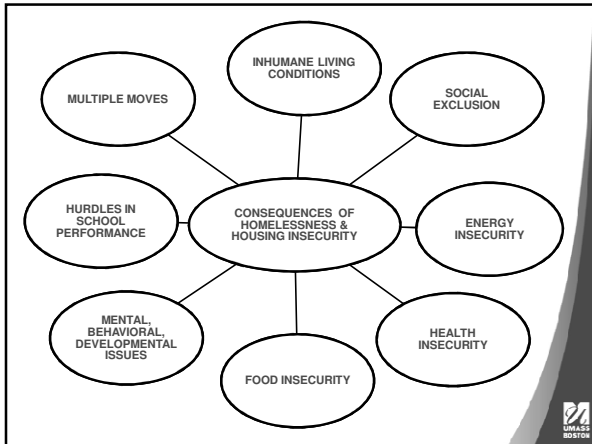 INHUMANE LIVING
CONDITIONS
MULTIPLE MOVES
SOCIAL
EXCLUSION
HURDLES IN
SCHOOL
PERFORMANCE
CONSEQUENCES OF
HOMELESSNESS &
HOUSING INSECURITY
ENERGY
INSECURITY
MENTAL,
BEHAVIORAL,
DEVELOPMENTAL
ISSUES
HEALTH
INSECURITY
FOOD INSECURITY
UMASS
BOSTON